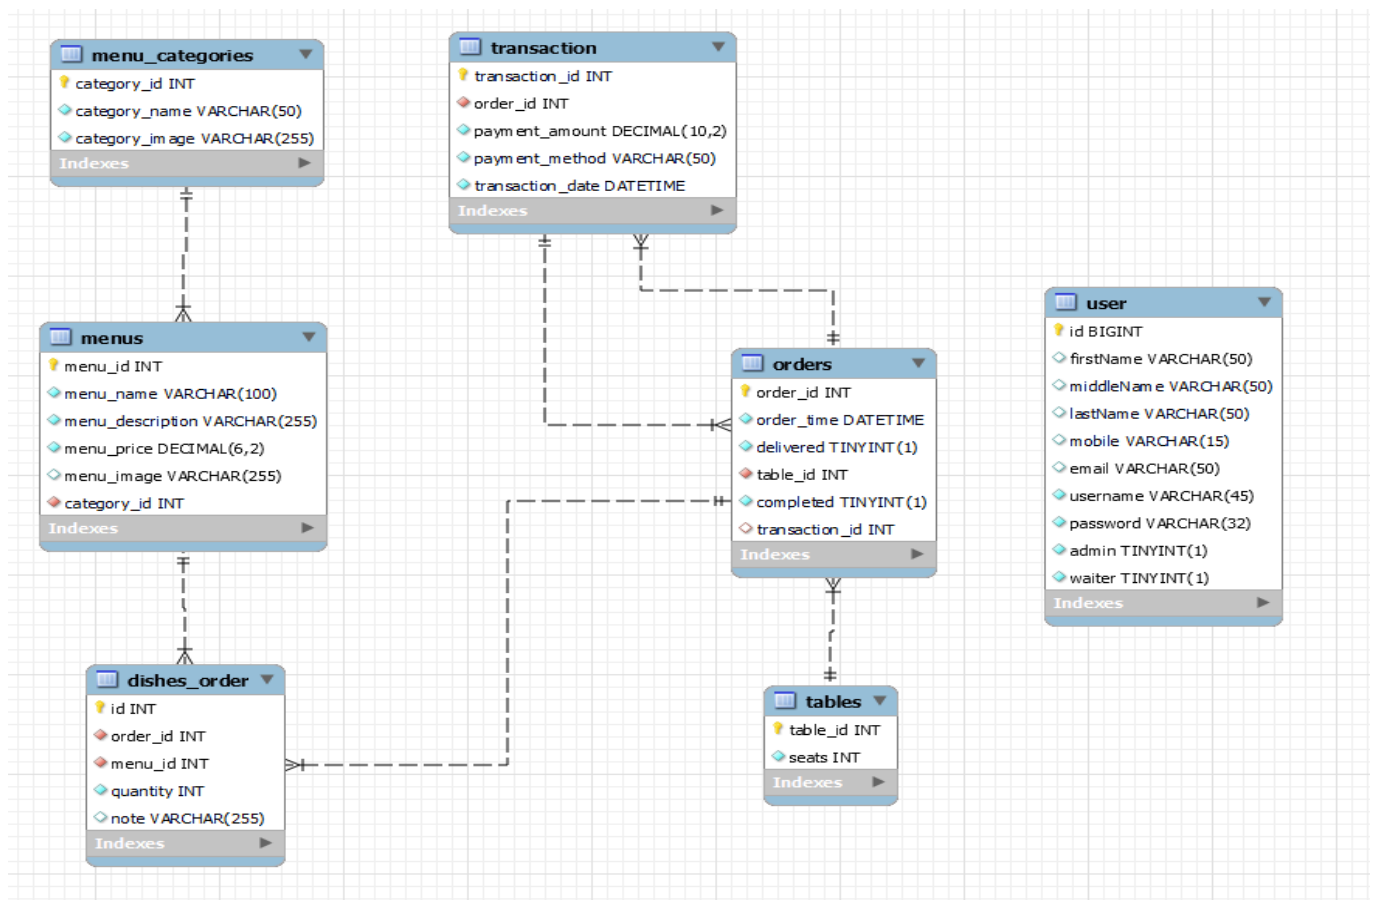 menu_categories
category_id INT
category_name VARCHAR(50)
category_image VARCHAR(255)
Indexes
transaction
transaction_id INT
order_id INT
payment_amount DECIMAL(10,2)
payment_method VARCHAR(50)
transaction_date DATETIME
Indexes
menus
menu_id INT
menu_name VARCHAR(100)
menu_description VARCHAR(255)
menu_price DECIMAL(6,2)
menu_image VARCHAR(255)
category_id INT
Indexes
orders
order_id INT
order_time DATETIME
delivered TINYINT(1)
table_id INT
completed TINYINT(1)
transaction_id INT
Indexes
user
id BIGINT
firstName VARCHAR(50)
middleName VARCHAR(50)
lastName VARCHAR(50)
mobile VARCHAR(15)
email VARCHAR(50)
username VARCHAR(45)
password VARCHAR(32)
admin TINYINT(1)
waiter TINYINT(1)
Indexes
dishes_order
id INT
order_id INT
menu_id INT
quantity INT
note VARCHAR(255)
Indexes
tables
table_id INT
seats INT
Indexes